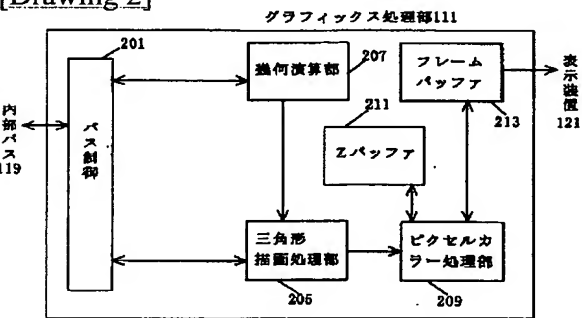 [Drawing 2]
グラフィックス処理部111
201
幾何演算部
207
フレーム
バッファ
213
表示装置
121
内部バス
119
バス制御
211
Zバッファ
三角形
描画処理部
205
ピクセルカ
ラー処理部
209